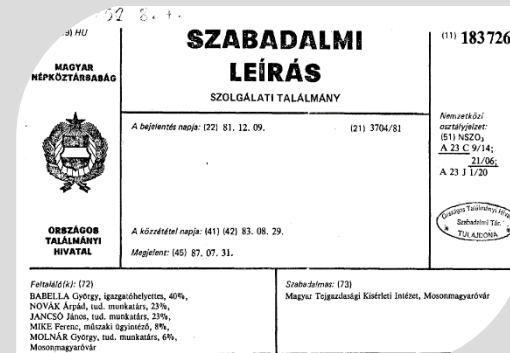 HU
SZABADALMI
LEÍRÁS
SZOLGÁLATI TALÁLMÁNY
(11) 183726
MAGYAR
NÉPKÖZTÁRSASÁG
A bejelentés napja: (22) 81. 12. 09.
(21) 3704/81
Nemzetközi
osztályjelzet:
(51) NSZO₃
A 23 C 9/14;
21/06;
A 23 J 1/20
ORSZÁGOS
TALÁLMÁNYI
HIVATAL
A közzététel napja: (41) (42) 83. 08. 29.
Megjelent: (45) 87. 07. 31.
Országos Találmányi
Szabadalmi Tár.
TULAJDONA
Feltaláló(k): (72)
BABELLA György, igazgatóhelyettes, 40%,
NOVÁK Árpád, tud. munkatárs, 23%,
JANCSÓ János, tud. munkatárs, 23%,
MIKE Ferenc, műszaki ügyintéző, 8%,
MOLNÁR György, tud. munkatárs, 6%,
Mosonmagyaróvár
Szabadalmas: (73)
Magyar Tejgazdasági Kísérleti Intézet, Mosonmagyaróvár